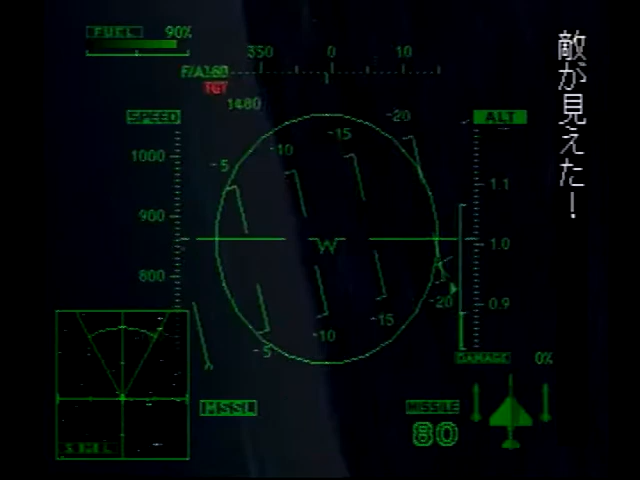 FUEL 90%
350 0 10
F/A18D
TGT
1480
敵が見えた！
SPEED
ALT
-20
-15
-10
-5
1000
1.1
900
1.0
800
-20
0.9
-15
-10
-5
DAMAGE 0%
MSSL
MISSILE
80